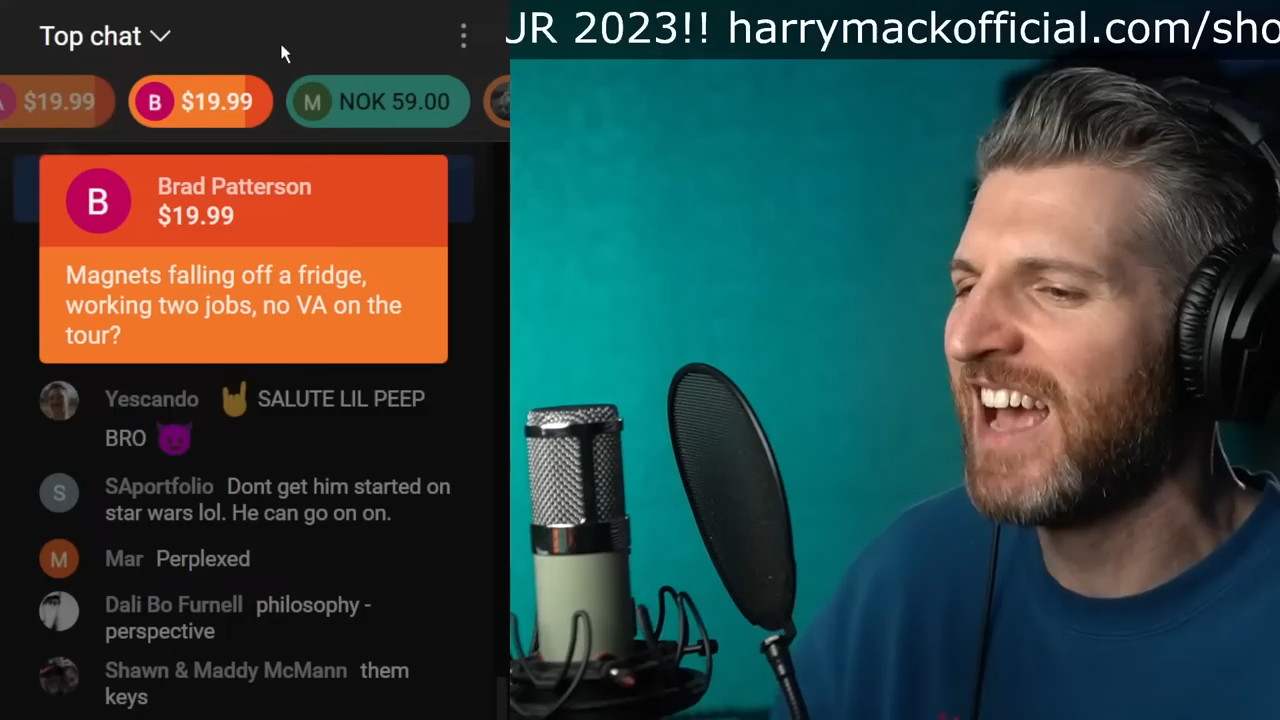 Top chat
UR 2023!! harrymackofficial.com/sho
A $19.99
B $19.99
M NOK 59.00
B
Brad Patterson
$19.99
Magnets falling off a fridge,
working two jobs, no VA on the
tour?
Yescando 🤘 SALUTE LIL PEEP
BRO 😈
S SAportfolio Dont get him started on
star wars lol. He can go on on.
M Mar Perplexed
Dali Bo Furnell philosophy -
perspective
Shawn & Maddy McMann them
keys